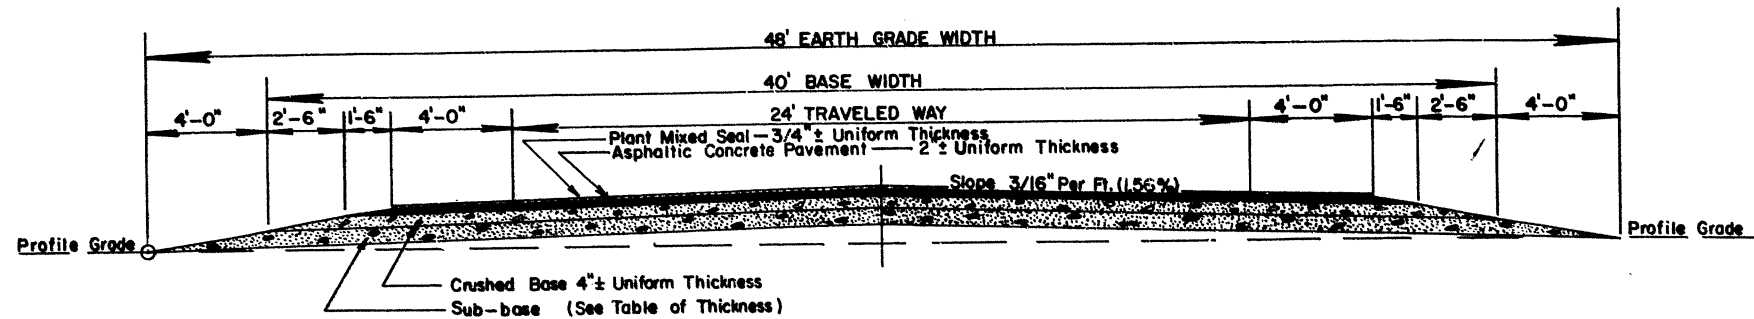 48' EARTH GRADE WIDTH
40' BASE WIDTH
4'-0" 2'-6" 1'-6" 4'-0" 24' TRAVELED WAY 4'-0" 1'-6" 2'-6" 4'-0"
Plant Mixed Seal — 3/4" ± Uniform Thickness
Asphaltic Concrete Pavement — 2" ± Uniform Thickness
Slope 3/16" Per Ft. (1.56%)
Profile Grade
Profile Grade
Crushed Base 4" ± Uniform Thickness
Sub-base (See Table of Thickness)